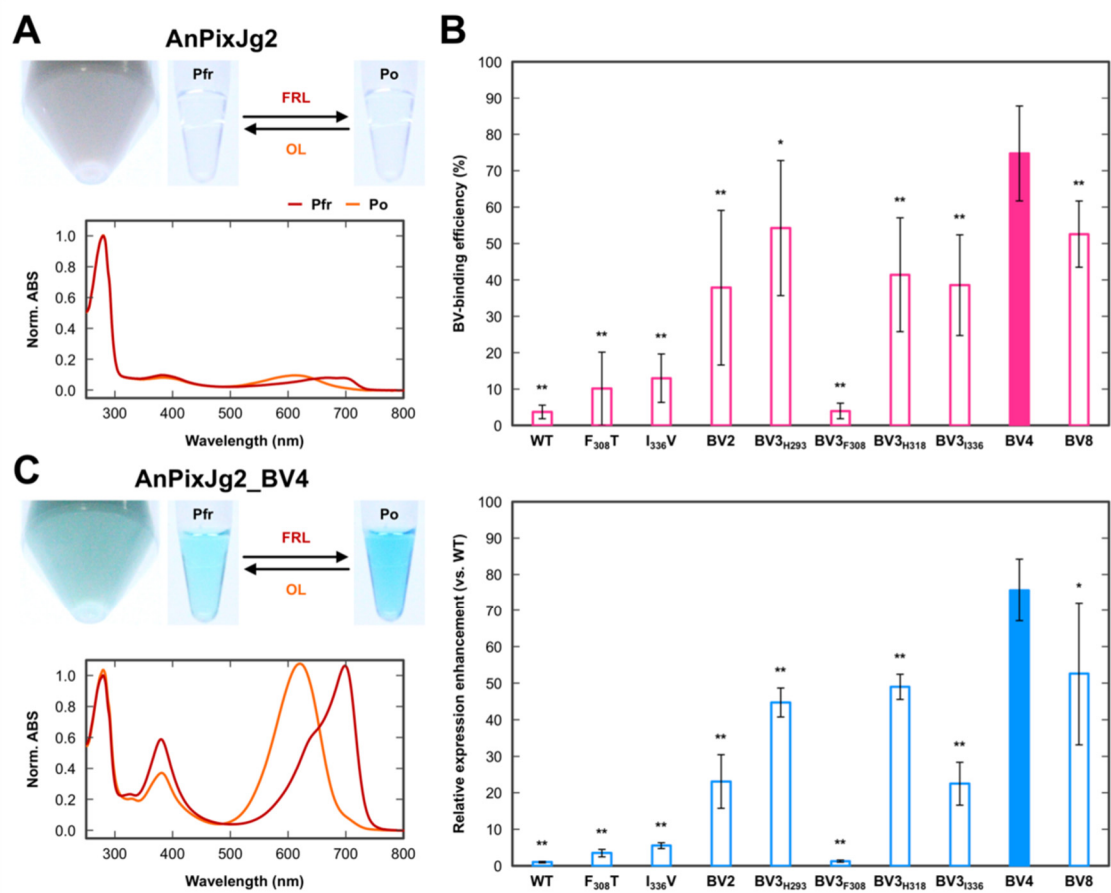 A
AnPixJg2
Pfr
Po
FRL
OL
Pfr Po
Norm. ABS
1.0
0.8
0.6
0.4
0.2
0.0
300 400 500 600 700 800
Wavelength (nm)
B
BV-binding efficiency (%)
100
90
80
70
60
50
40
30
20
10
0
** ** ** ** * ** ** ** **
WT F308T I336V BV2 BV3H293 BV3F308 BV3H318 BV3I336 BV4 BV8
C
AnPixJg2_BV4
Pfr
Po
FRL
OL
Norm. ABS
1.0
0.8
0.6
0.4
0.2
0.0
300 400 500 600 700 800
Wavelength (nm)
Relative expression enhancement (vs. WT)
100
90
80
70
60
50
40
30
20
10
0
** ** ** ** ** ** ** ** *
WT F308T I336V BV2 BV3H293 BV3F308 BV3H318 BV3I336 BV4 BV8